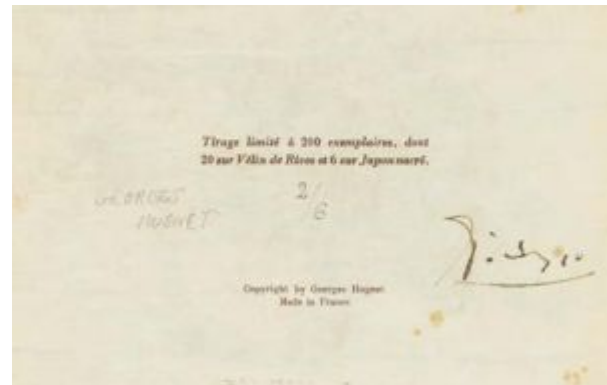 Tirage limité à 200 exemplaires, dont
20 sur Vélin de Rives et 6 sur Japon nacré.
2/6
GEORGES
HUGNET
Copyright by Georges Hugnet
Made in France